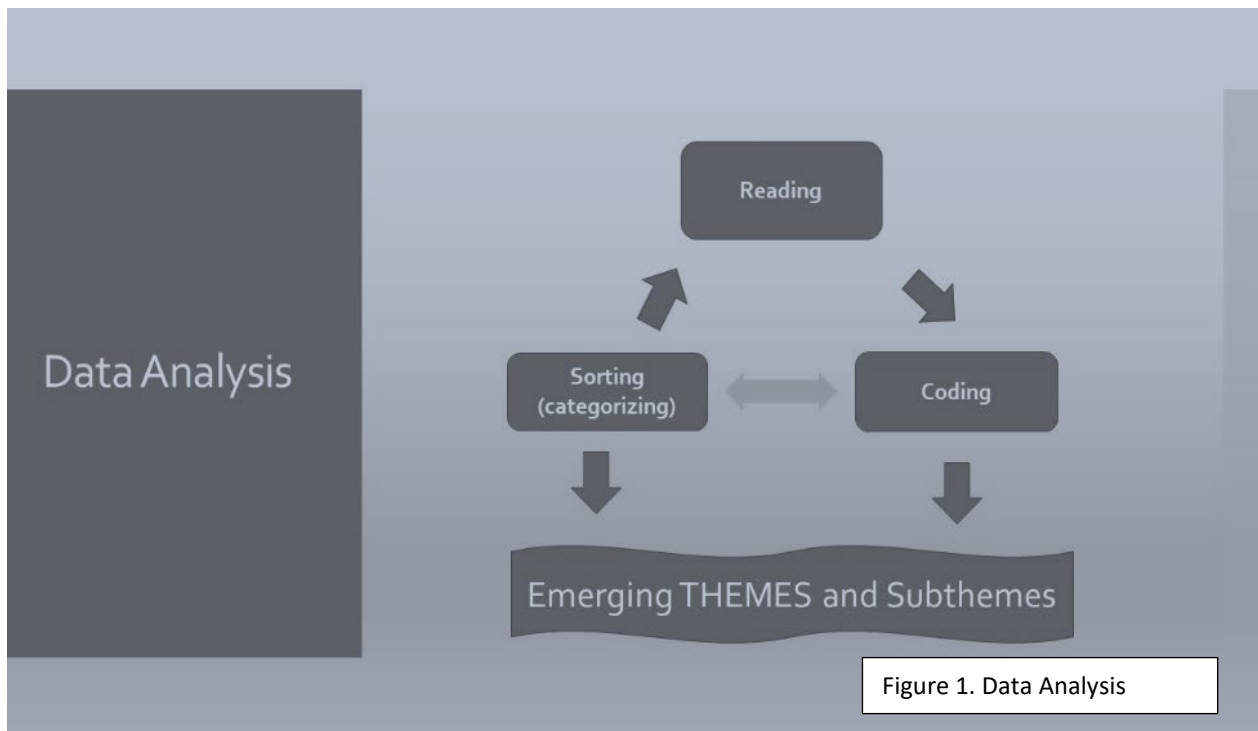 Data Analysis
Reading
Sorting
(categorizing)
Coding
Emerging THEMES and Subthemes
Figure 1. Data Analysis